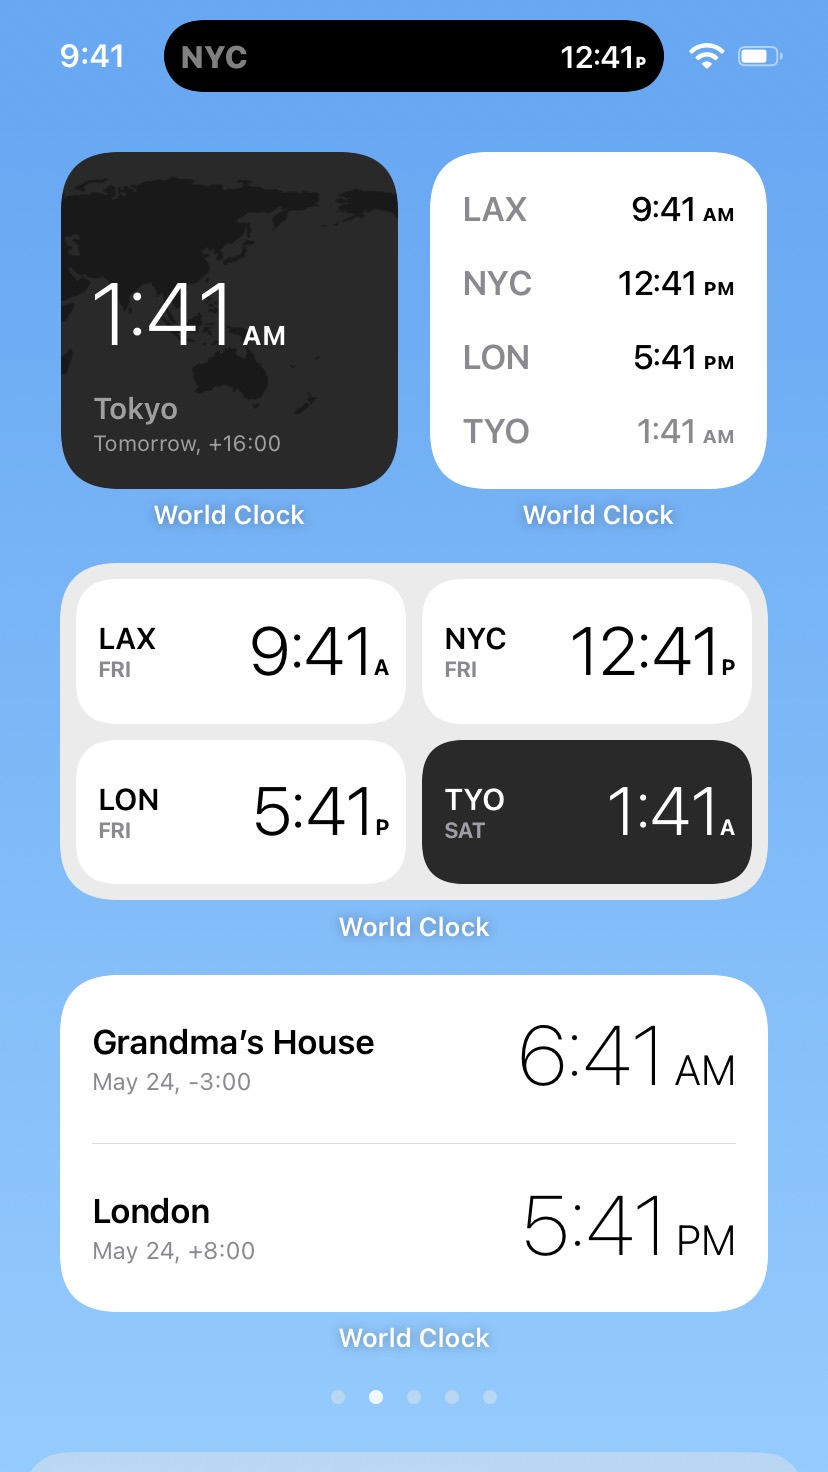 9:41
NYC 12:41P
1:41 AM
Tokyo
Tomorrow, +16:00
World Clock
LAX 9:41 AM
NYC 12:41 PM
LON 5:41 PM
TYO 1:41 AM
World Clock
LAX 9:41A
FRI
NYC 12:41P
FRI
LON 5:41P
FRI
TYO 1:41A
SAT
World Clock
Grandma’s House 6:41 AM
May 24, -3:00
London 5:41 PM
May 24, +8:00
World Clock